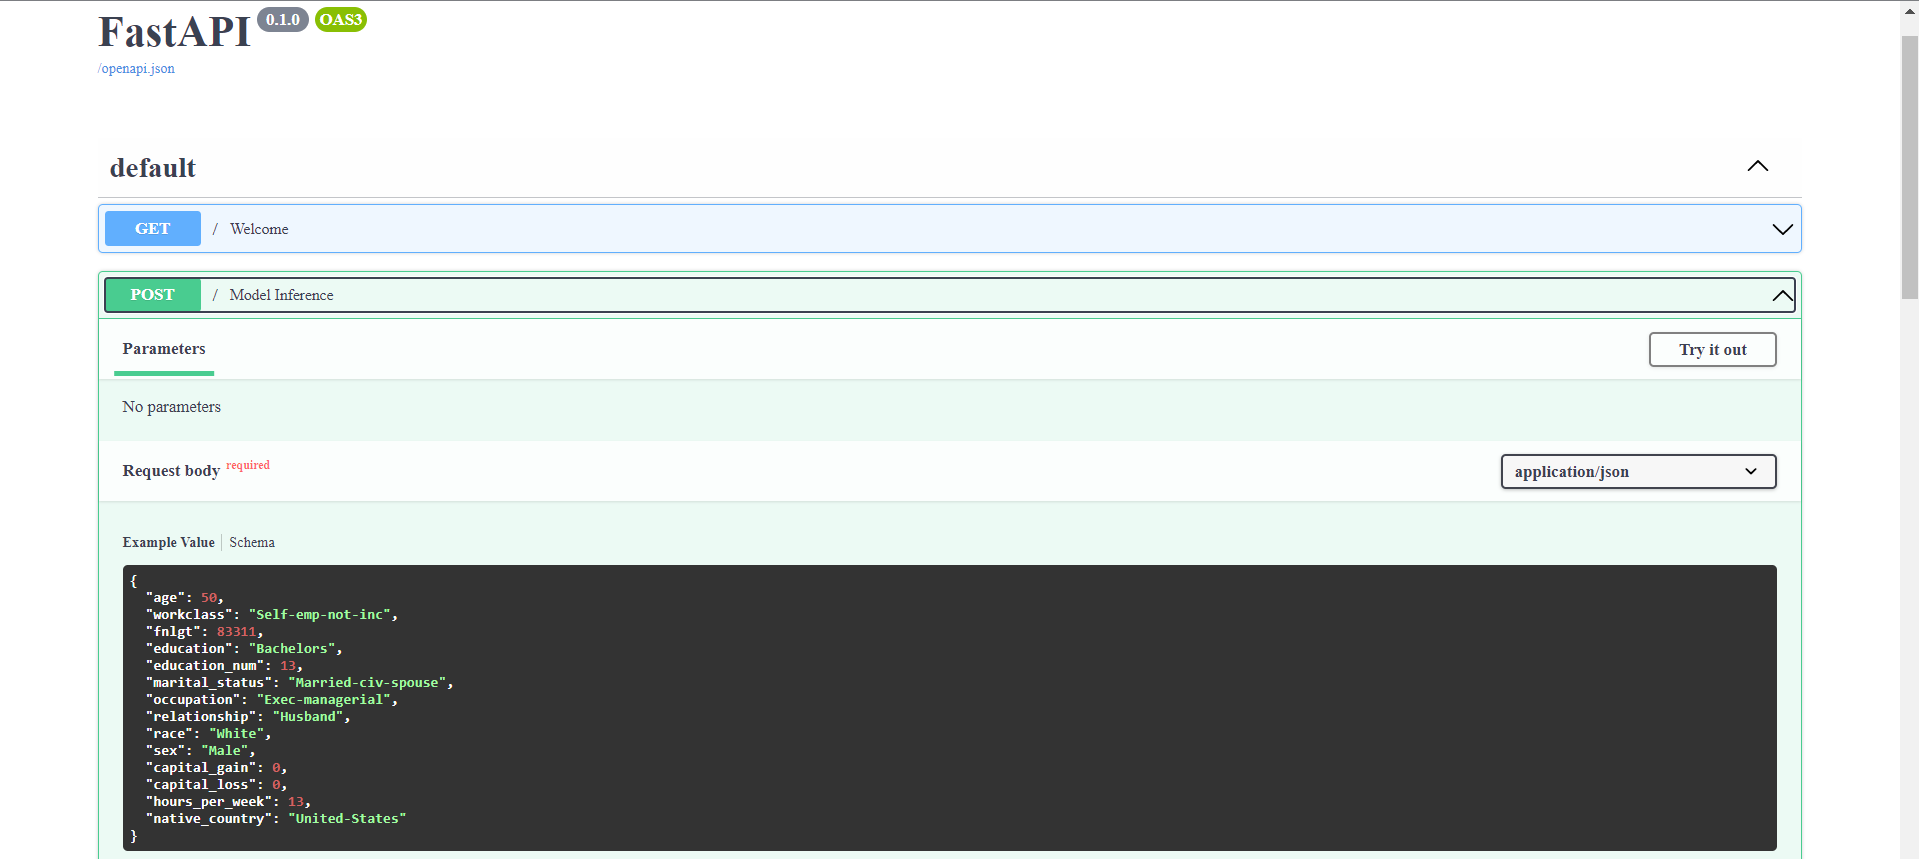 FastAPI 0.1.0 OAS3
/openapi.json
default
GET / Welcome
POST / Model Inference
Parameters
Try it out
No parameters
Request body required
application/json
Example Value | Schema
{
  "age": 50,
  "workclass": "Self-emp-not-inc",
  "fnlgt": 83311,
  "education": "Bachelors",
  "education_num": 13,
  "marital_status": "Married-civ-spouse",
  "occupation": "Exec-managerial",
  "relationship": "Husband",
  "race": "White",
  "sex": "Male",
  "capital_gain": 0,
  "capital_loss": 0,
  "hours_per_week": 13,
  "native_country": "United-States"
}